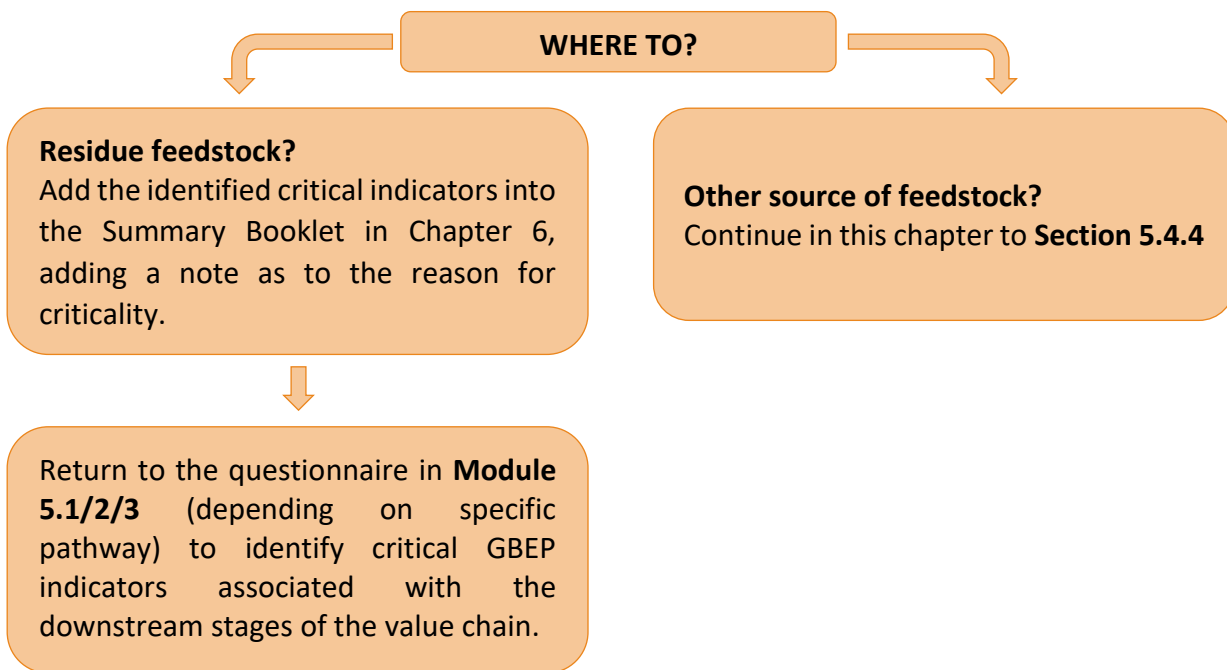 WHERE TO?
Residue feedstock?
Add the identified critical indicators into
the Summary Booklet in Chapter 6,
adding a note as to the reason for
criticality.
Other source of feedstock?
Continue in this chapter to Section 5.4.4
Return to the questionnaire in Module
5.1/2/3 (depending on specific
pathway) to identify critical GBEP
indicators associated with the
downstream stages of the value chain.